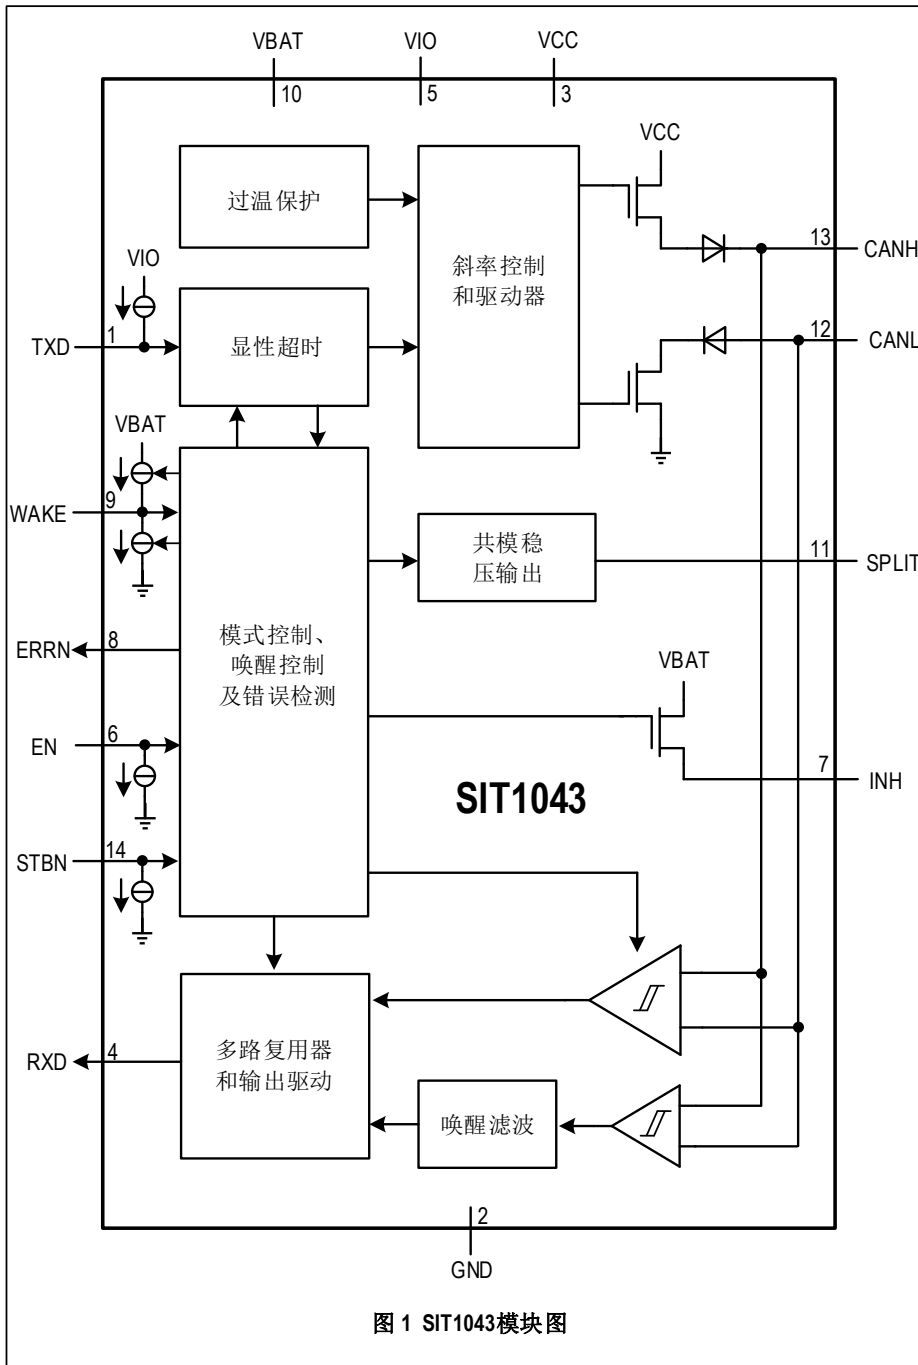 VBAT
VIO
VCC
10
5
3
VCC
过温保护
13
CANH
斜率控制
和驱动器
VIO
TXD
1
显性超时
12
CANL
VBAT
WAKE
9
共模稳
压输出
11
SPLIT
ERRN
8
模式控制、
唤醒控制
及错误检测
VBAT
EN
6
7
INH
SIT1043
STBN
14
RXD
4
多路复用器
和输出驱动
唤醒滤波
2
GND
图 1 SIT1043模块图